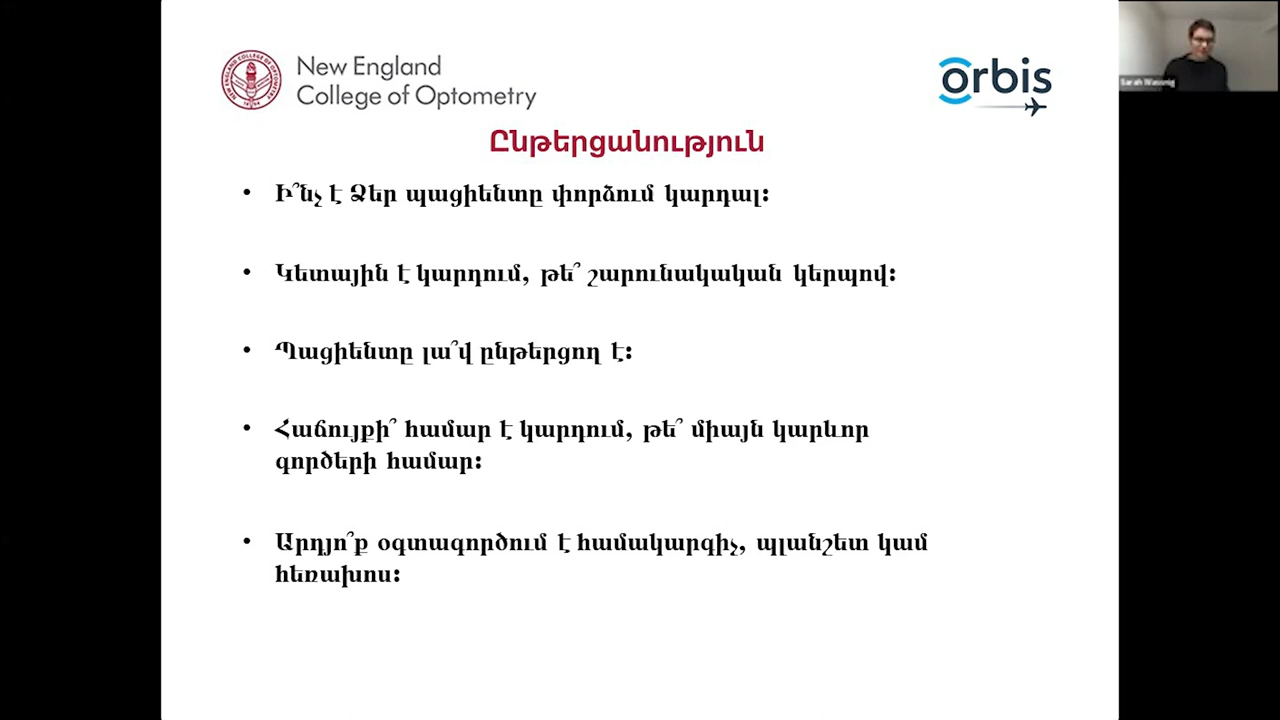 New England
College of Optometry
orbis
Ընթերցանություն
• Ի՞նչ է Ձեր պացիենտը փորձում կարդալ:
• Կետային է կարդում, թե՞ շարունակական կերպով:
• Պացիենտը լա՞վ ընթերցող է:
• Հաճույքի՞ համար է կարդում, թե՞ միայն կարևոր
գործերի համար:
• Արդյո՞ք օգտագործում է համակարգիչ, պլանշետ կամ
հեռախոս: